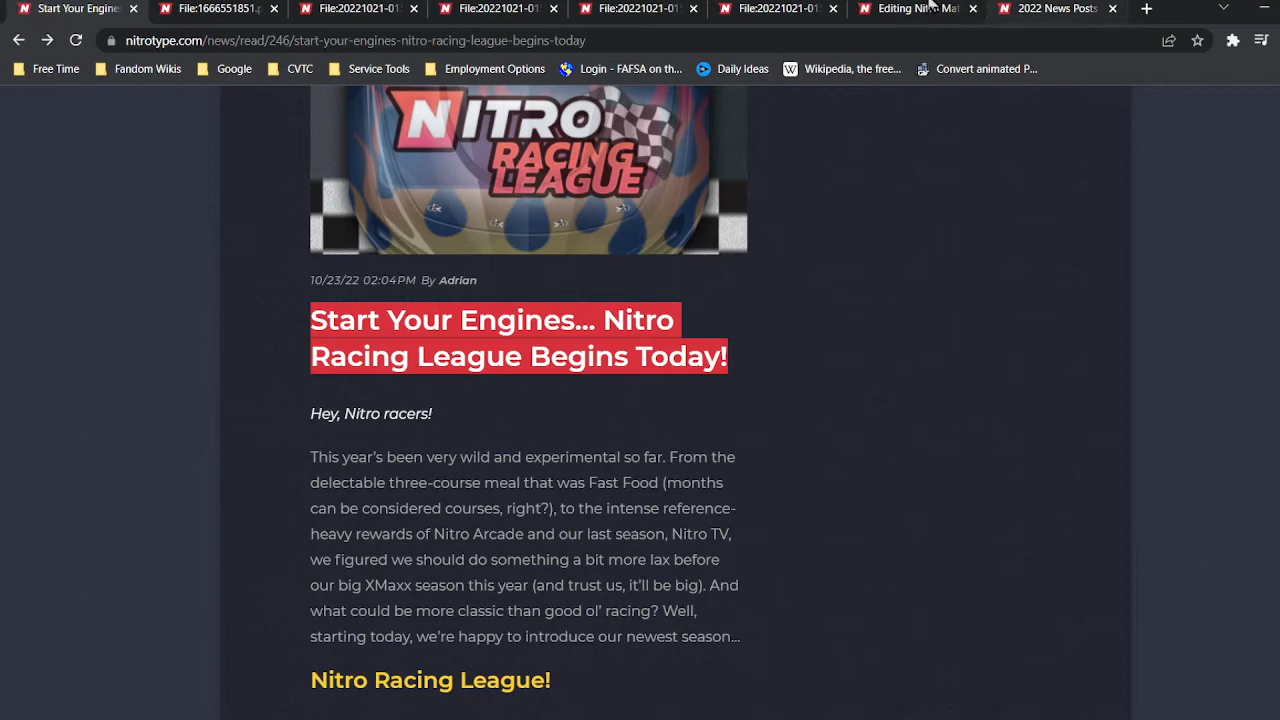 Start Your Engines
File:1666551851.p
File:20221021-01
File:20221021-01
File:20221021-01
File:20221021-01
Editing Nitro Mat
2022 News Posts
nitrotype.com/news/read/246/start-your-engines-nitro-racing-league-begins-today
Free Time
Fandom Wikis
Google
CVTC
Service Tools
Employment Options
Login - FAFSA on th...
Daily Ideas
Wikipedia, the free...
Convert animated P...
NITRO
RACING
LEAGUE
10/23/22 02:04PM By Adrian
Start Your Engines... Nitro
Racing League Begins Today!
Hey, Nitro racers!
This year's been very wild and experimental so far. From the
delectable three-course meal that was Fast Food (months
can be considered courses, right?), to the intense reference-
heavy rewards of Nitro Arcade and our last season, Nitro TV,
we figured we should do something a bit more lax before
our big XMaxx season this year (and trust us, it'll be big). And
what could be more classic than good ol' racing? Well,
starting today, we're happy to introduce our newest season...
Nitro Racing League!